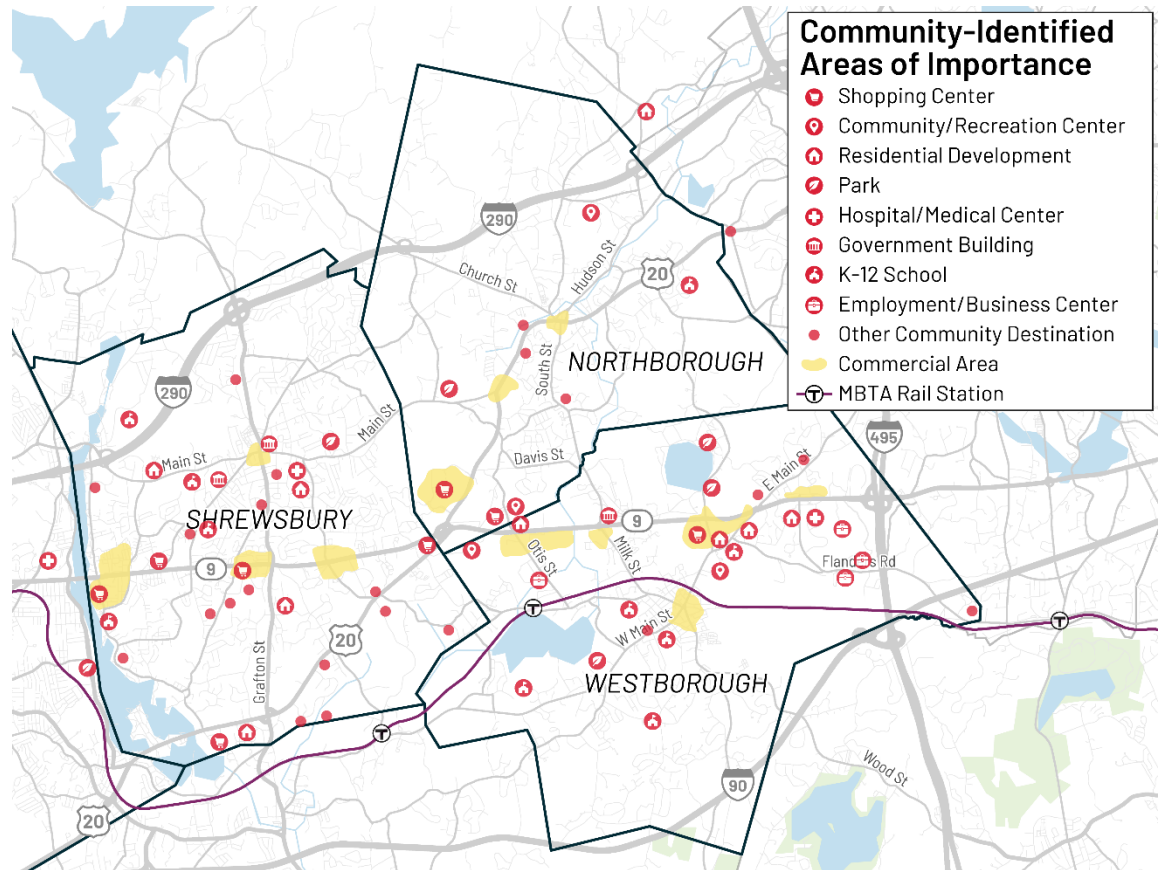 Community-Identified
Areas of Importance
Shopping Center
Community/Recreation Center
Residential Development
Park
Hospital/Medical Center
Government Building
K-12 School
Employment/Business Center
Other Community Destination
Commercial Area
T MBTA Rail Station
290
Church St
Hudson St
20
South St
NORTHBOROUGH
290
Main St
Main St
Davis St
495
E Main St
SHREWSBURY
9
9
Otis St
Milk St
Flanders Rd
T
T
20
W Main St
Grafton St
WESTBOROUGH
T
Wood St
90
20